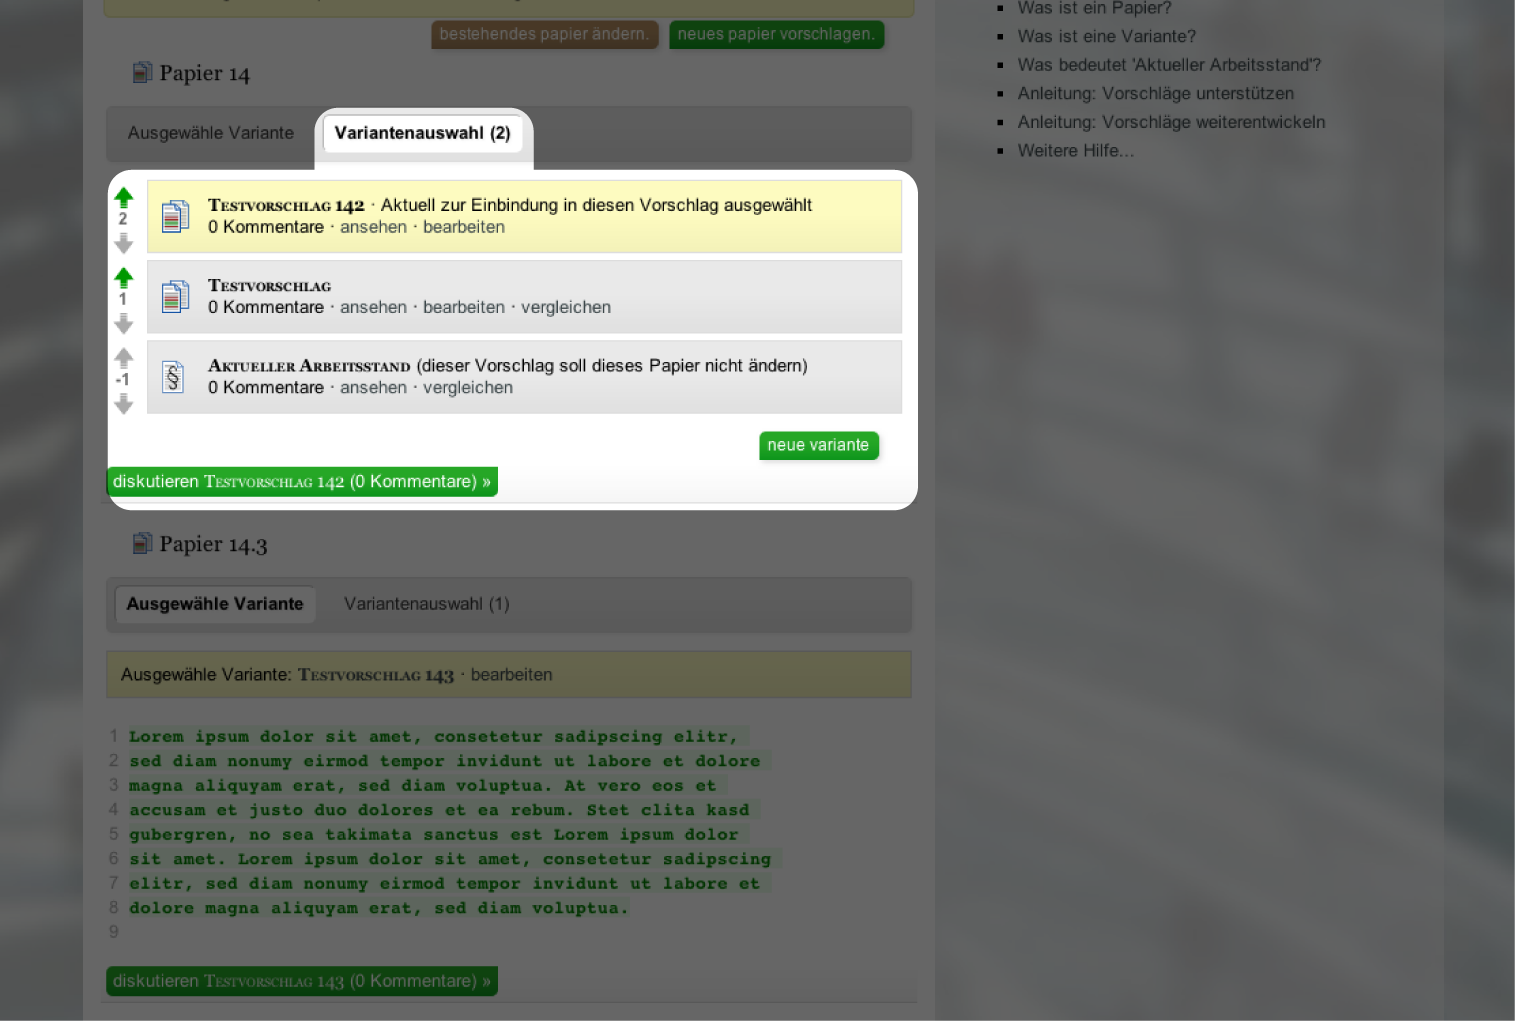 bestehendes papier ändern.
neues papier vorschlagen.
Papier 14
Ausgewähle Variante
Variantenauswahl (2)
2
Testvorschlag 142 · Aktuell zur Einbindung in diesen Vorschlag ausgewählt
0 Kommentare · ansehen · bearbeiten
1
Testvorschlag
0 Kommentare · ansehen · bearbeiten · vergleichen
-1
Aktueller Arbeitsstand (dieser Vorschlag soll dieses Papier nicht ändern)
0 Kommentare · ansehen · vergleichen
neue variante
diskutieren Testvorschlag 142 (0 Kommentare) »
Papier 14.3
Ausgewähle Variante
Variantenauswahl (1)
Ausgewähle Variante: Testvorschlag 143 · bearbeiten
1 Lorem ipsum dolor sit amet, consetetur sadipscing elitr,
2 sed diam nonumy eirmod tempor invidunt ut labore et dolore
3 magna aliquyam erat, sed diam voluptua. At vero eos et
4 accusam et justo duo dolores et ea rebum. Stet clita kasd
5 gubergren, no sea takimata sanctus est Lorem ipsum dolor
6 sit amet. Lorem ipsum dolor sit amet, consetetur sadipscing
7 elitr, sed diam nonumy eirmod tempor invidunt ut labore et
8 dolore magna aliquyam erat, sed diam voluptua.
9
diskutieren Testvorschlag 143 (0 Kommentare) »
Was ist ein Papier?
Was ist eine Variante?
Was bedeutet 'Aktueller Arbeitsstand'?
Anleitung: Vorschläge unterstützen
Anleitung: Vorschläge weiterentwickeln
Weitere Hilfe...